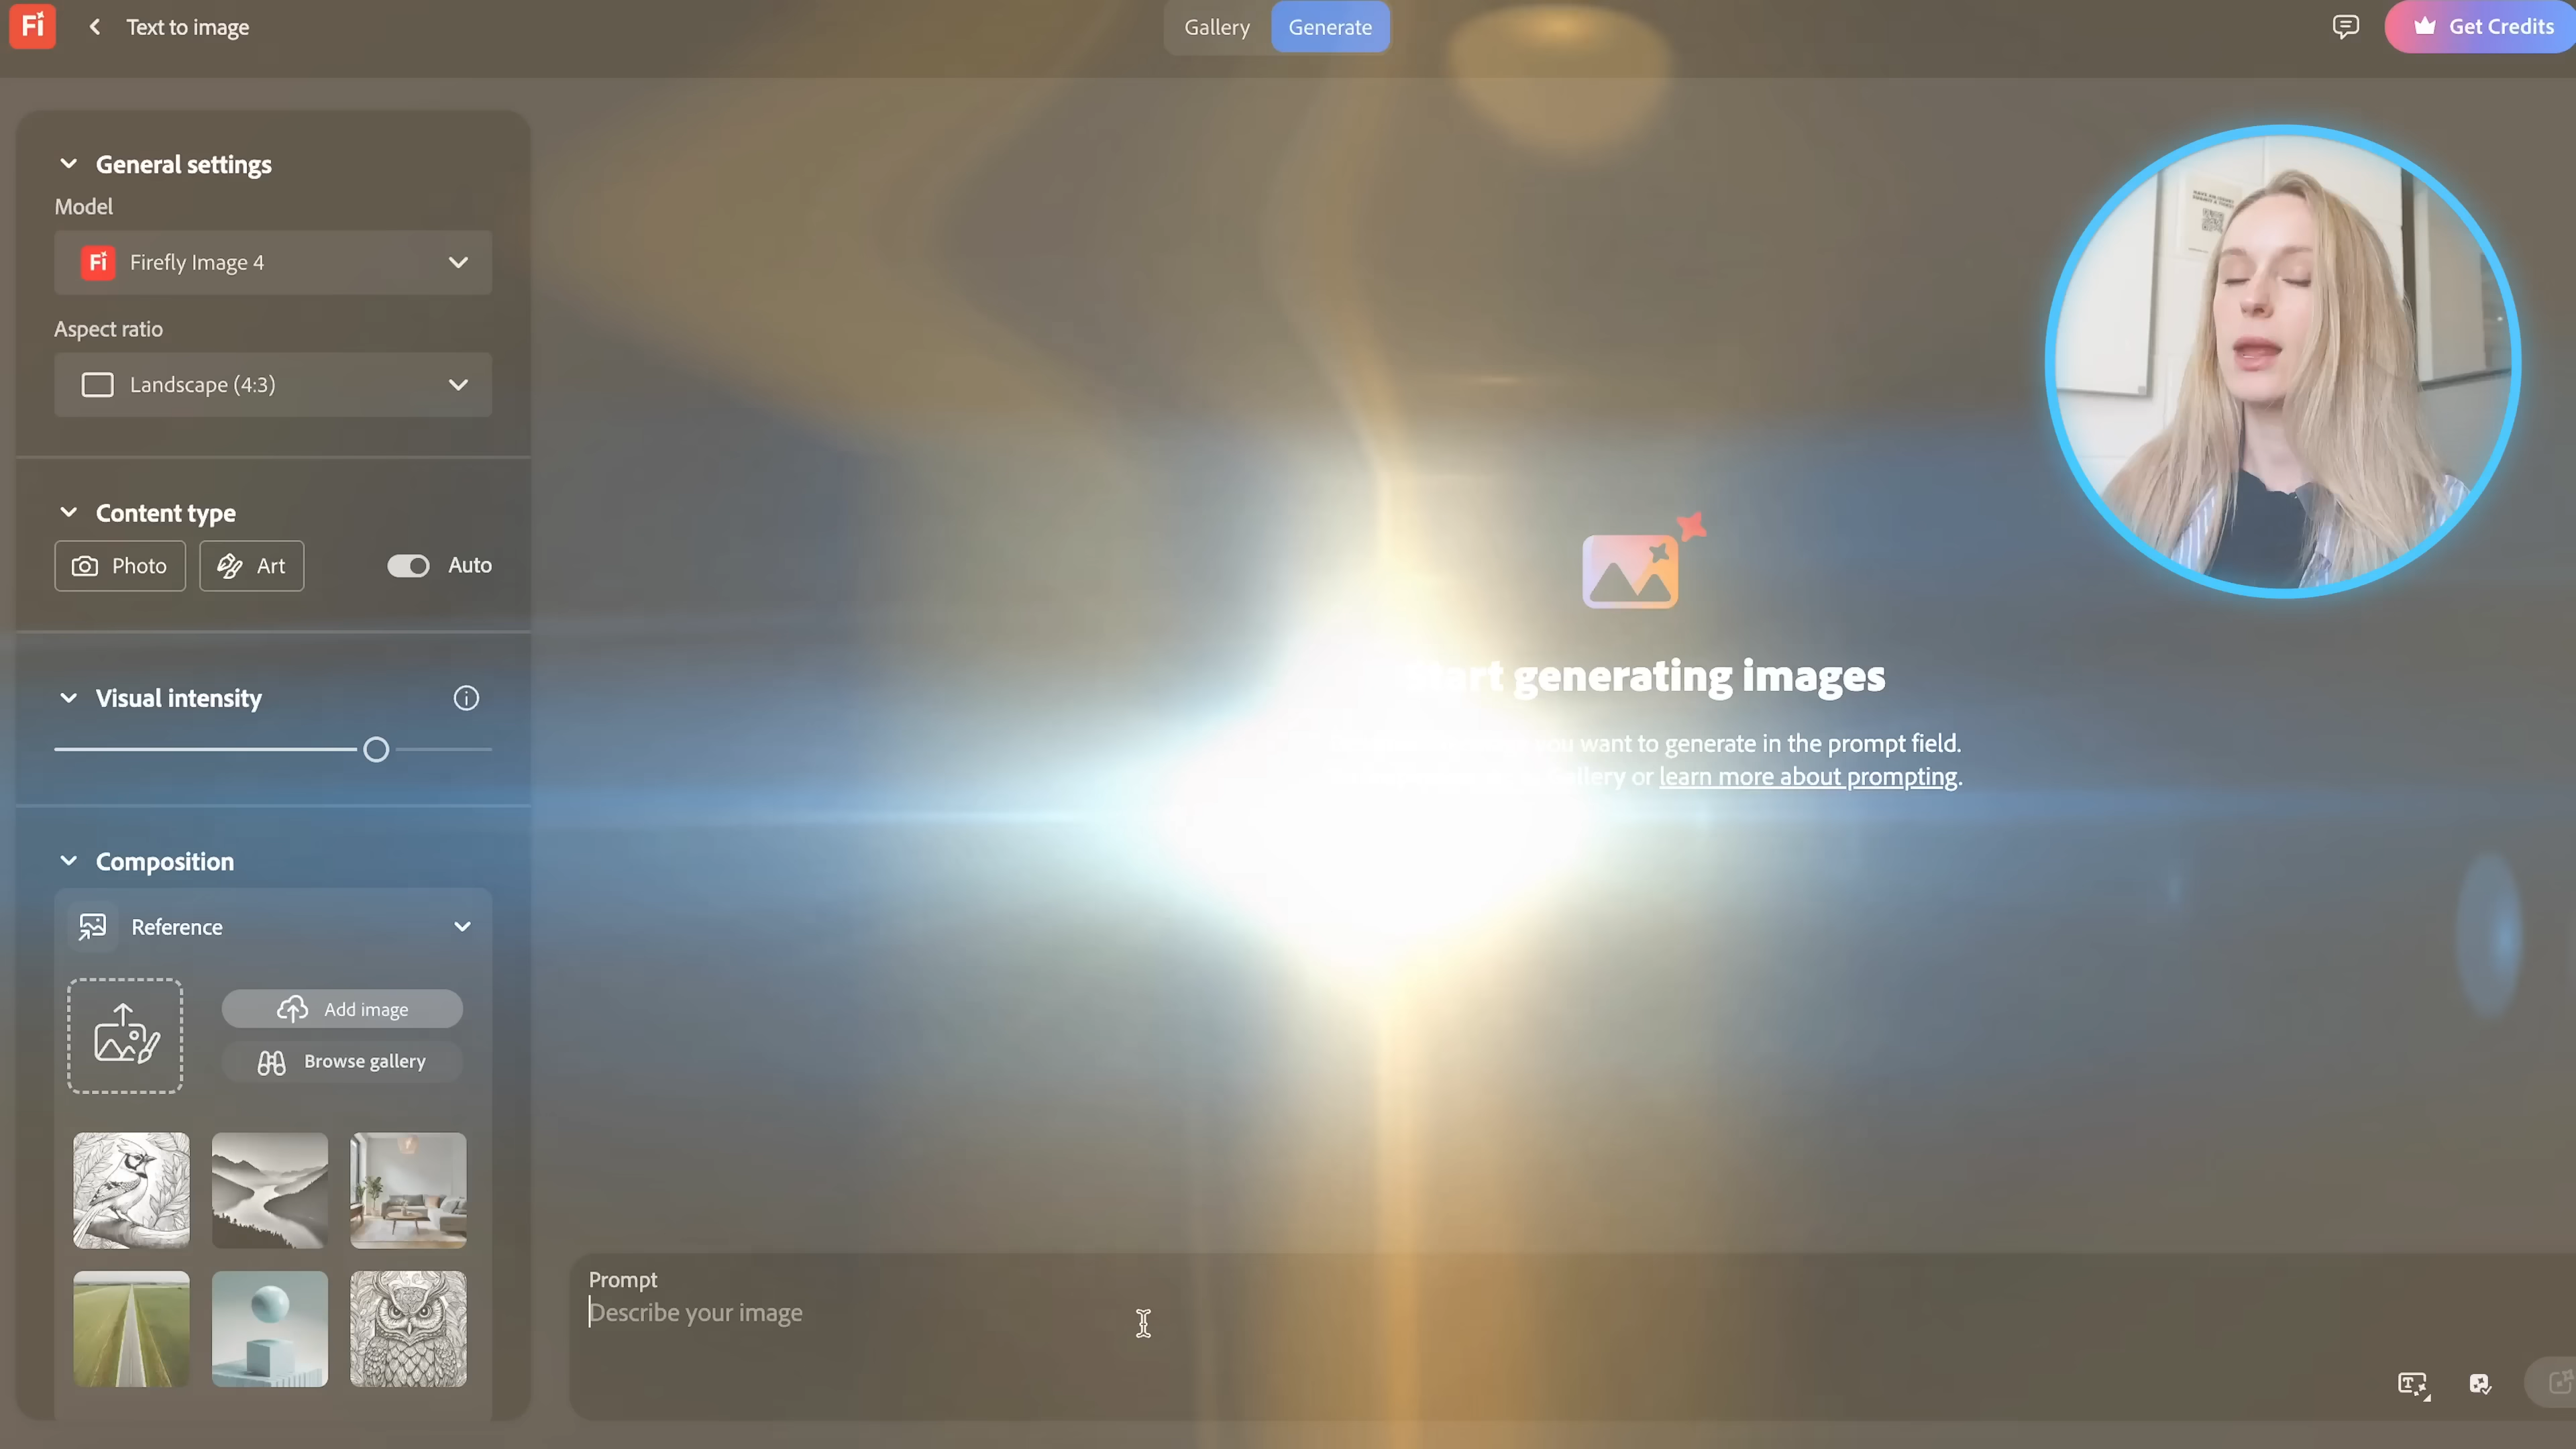 Fi
Text to image
Gallery
Generate
Get Credits
General settings
Model
Fi
Firefly Image 4
Aspect ratio
Landscape (4:3)
Content type
Photo
Art
Auto
Visual intensity
Composition
Reference
Add image
Browse gallery
Start generating images
you want to generate in the prompt field.
or learn more about prompting.
Prompt
Describe your image